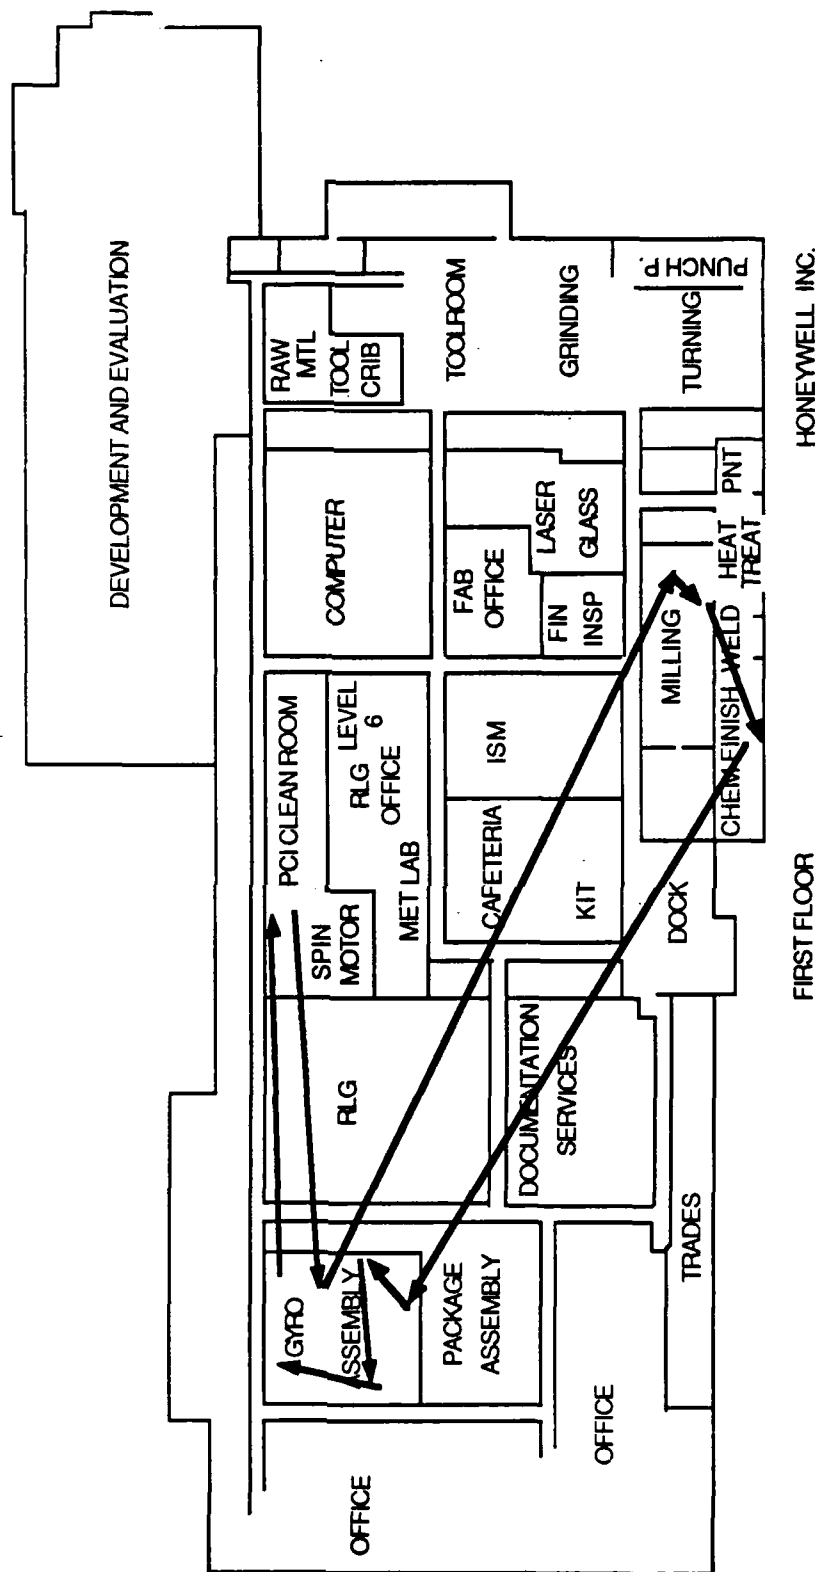 DEVELOPMENT AND EVALUATION
RAW
MTL
TOOL
CRIB
TOOLROOM
GRINDING
TURNING
PUNCH P.
COMPUTER
FAB
OFFICE
LASER
GLASS
FIN
INSP
PNT
HEAT
TREAT
MILLING
WELD
CHEM FINISH
PCI CLEAN ROOM
LEVEL
6
RLG
OFFICE
SPIN
MOTOR
MET LAB
ISM
CAFETERIA
KIT
DOCK
RLG
DOCUMENTATION
SERVICES
TRADES
GYRO
ASSEMBLY
PACKAGE
ASSEMBLY
OFFICE
OFFICE
FIRST FLOOR
HONEYWELL INC.